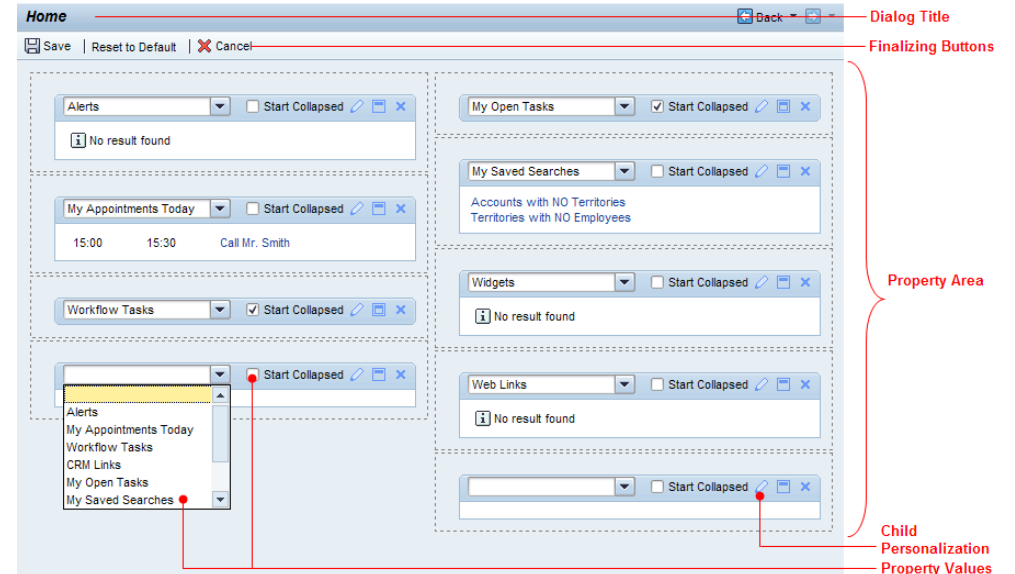 Home
Back
Dialog Title
Save
Reset to Default
Cancel
Finalizing Buttons
Alerts
Start Collapsed
No result found
My Appointments Today
Start Collapsed
15:00 15:30 Call Mr. Smith
Workflow Tasks
Start Collapsed
Start Collapsed
Alerts
My Appointments Today
Workflow Tasks
CRM Links
My Open Tasks
My Saved Searches
My Open Tasks
Start Collapsed
My Saved Searches
Start Collapsed
Accounts with NO Territories
Territories with NO Employees
Widgets
Start Collapsed
No result found
Web Links
Start Collapsed
No result found
Start Collapsed
Property Area
Child
Personalization
Property Values